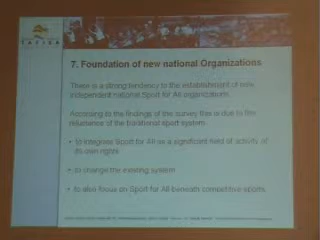 TAFISA
7. Foundation of new national Organizations
There is a strong tendency to the establishment of new,
independent national Sport for All organizations.
According to the findings of the survey this is due to the
reluctance of the traditional sport system
• to integrate Sport for All as a significant field of activity of
its own rights
• to change the existing system
• to also focus on Sport for All beneath competitive sports